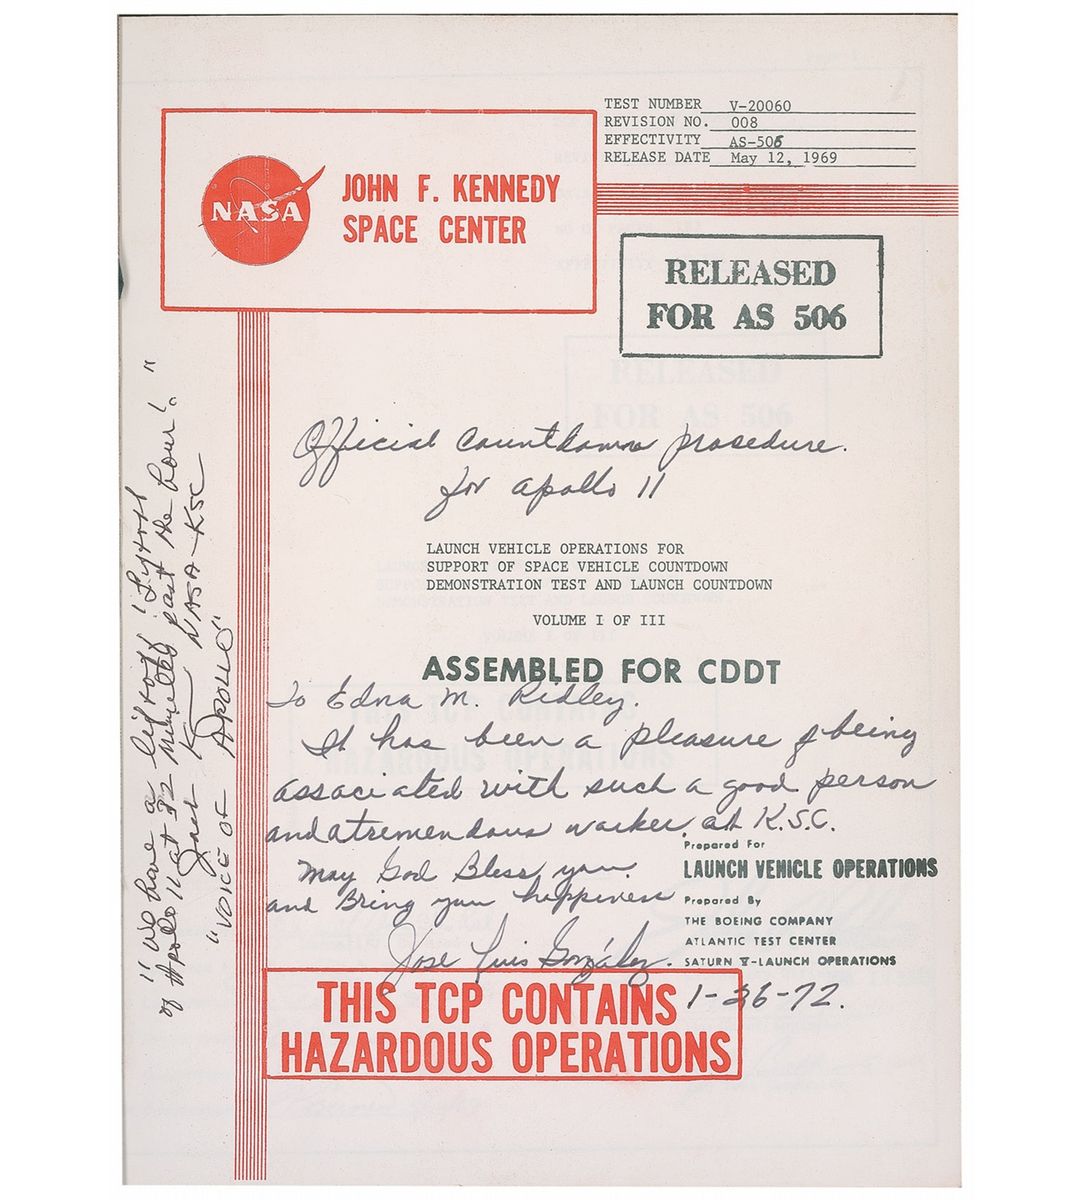 TEST NUMBER V-20060
REVISION NO. 008
EFFECTIVITY AS-506
RELEASE DATE May 12, 1969
NASA
JOHN F. KENNEDY
SPACE CENTER
RELEASED
FOR AS 506
Official Countdown prosedure.
for Apollo 11
LAUNCH VEHICLE OPERATIONS FOR
SUPPORT OF SPACE VEHICLE COUNTDOWN
DEMONSTRATION TEST AND LAUNCH COUNTDOWN
VOLUME I OF III
ASSEMBLED FOR CDDT
To Edna M. Ridley.
It has been a pleasure of being
associated with such a good person
and a tremendous worker at K.S.C.
May God Bless you
and Bring you happiness
Jose Luis González.
1-26-72.
Prepared For
LAUNCH VEHICLE OPERATIONS
Prepared By
THE BOEING COMPANY
ATLANTIC TEST CENTER
SATURN V-LAUNCH OPERATIONS
THIS TCP CONTAINS
HAZARDOUS OPERATIONS
"We have a liftoff! Liftoff
of Apollo 11 at 32 minutes past the hour!"
Jack King NASA-KSC
"VOICE OF APOLLO"